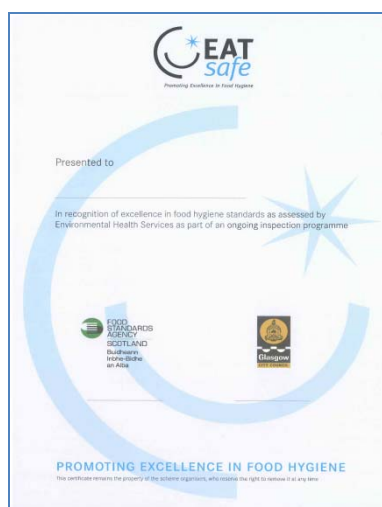 EAT
safe
Promoting Excellence in Food Hygiene
Presented to
In recognition of excellence in food hygiene standards as assessed by
Environmental Health Services as part of an ongoing inspection programme
FOOD
STANDARDS
AGENCY
SCOTLAND
Buidheann
Inbhe-Bidhe
an Alba
Glasgow
CITY COUNCIL
PROMOTING EXCELLENCE IN FOOD HYGIENE
This certificate remains the property of the scheme organisers, who reserve the right to remove it at any time